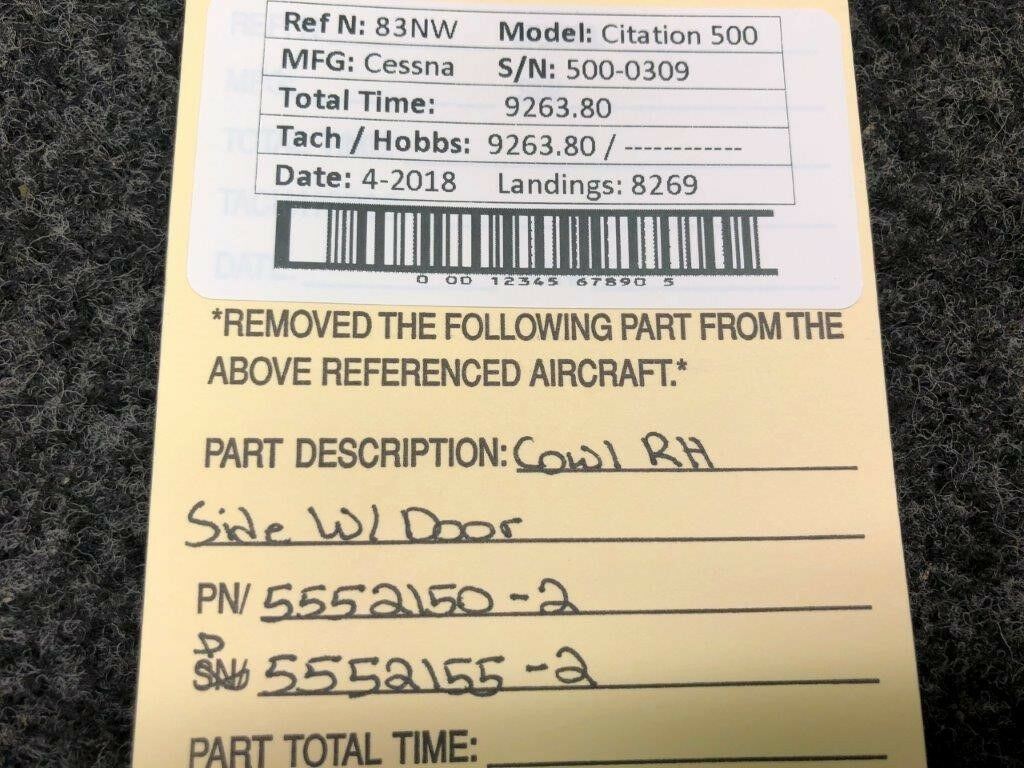 Ref N: 83NW Model: Citation 500
MFG: Cessna S/N: 500-0309
Total Time: 9263.80
Tach / Hobbs: 9263.80 / ------------
Date: 4-2018 Landings: 8269
0 00 12345 67890 5
*REMOVED THE FOLLOWING PART FROM THE
ABOVE REFERENCED AIRCRAFT.*
PART DESCRIPTION: Cowl RH
Side W/ Door
PN/ 5552150-2
P
SN/ 5552155-2
PART TOTAL TIME: